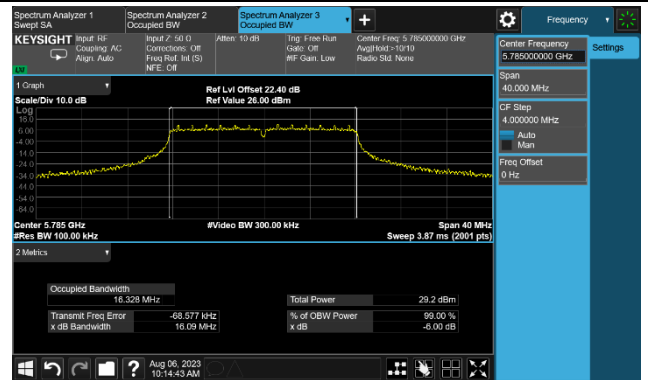 Spectrum Analyzer 1
Swept SA
Spectrum Analyzer 2
Occupied BW
Spectrum Analyzer 3
Occupied BW
Frequency
KEYSIGHT
Input: RF
Coupling: AC
Align: Auto
Input Z: 50 Ω
Corrections: Off
Freq Ref: Int (S)
NFE: Off
Atten: 10 dB
Trig: Free Run
Gate: Off
#IF Gain: Low
Center Freq: 5.785000000 GHz
Avg|Hold:>10/10
Radio Std: None
LW
1 Graph
Scale/Div 10.0 dB
Ref Lvl Offset 22.40 dB
Ref Value 26.00 dBm
Log
16.0
6.00
-4.00
-14.0
-24.0
-34.0
-44.0
-54.0
-64.0
Center 5.785 GHz
#Video BW 300.00 kHz
Span 40 MHz
#Res BW 100.00 kHz
Sweep 3.87 ms (2001 pts)
2 Metrics
Occupied Bandwidth
16.328 MHz
Total Power
29.2 dBm
Transmit Freq Error
-68.577 kHz
% of OBW Power
99.00 %
x dB Bandwidth
16.09 MHz
x dB
-6.00 dB
Center Frequency
5.785000000 GHz
Settings
Span
40.000 MHz
CF Step
4.000000 MHz
Auto
Man
Freq Offset
0 Hz
Aug 06, 2023
10:14:43 AM